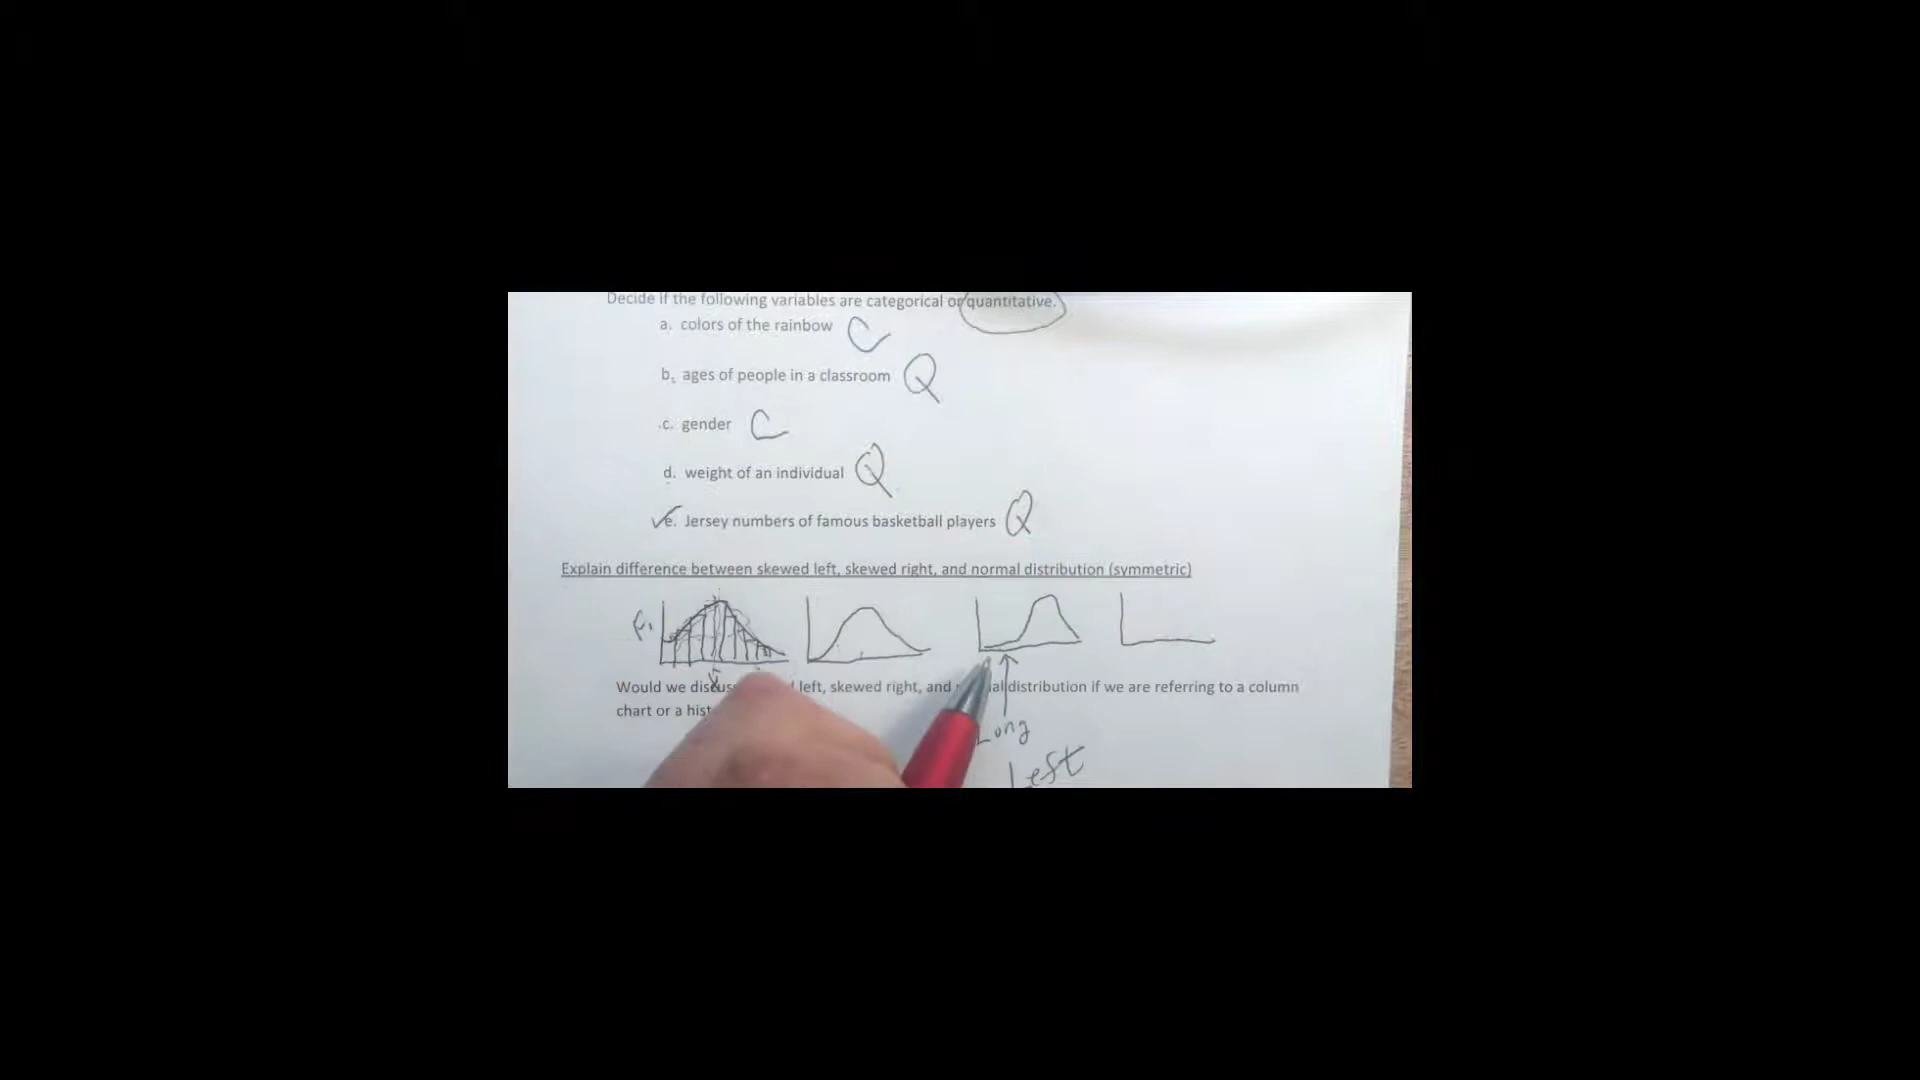 Decide if the following variables are categorical or quantitative.
a. colors of the rainbow C
b. ages of people in a classroom Q
c. gender C
d. weight of an individual Q
e. Jersey numbers of famous basketball players Q
Explain difference between skewed left, skewed right, and normal distribution (symmetric)
Would we left, skewed right, and distribution if we are referring to a column
chart or a
Long
Left